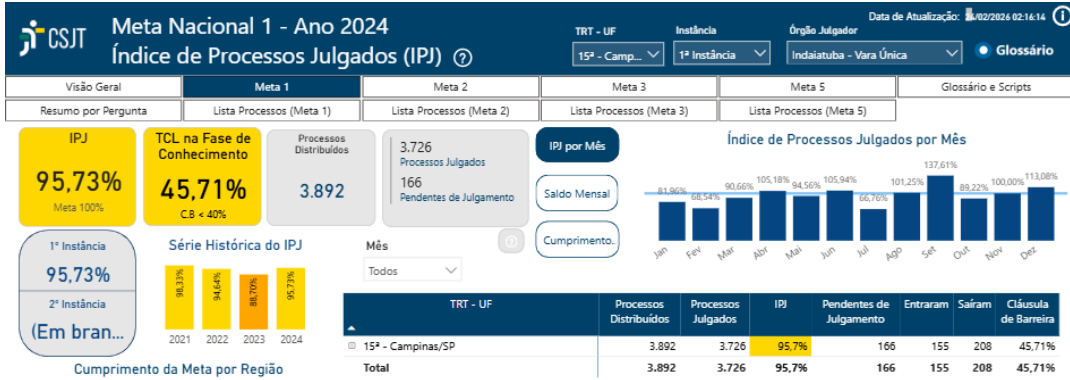 CSJT
Meta Nacional 1 - Ano 2024
Índice de Processos Julgados (IPJ)
TRT - UF
15ª - Camp...
Instância
1ª Instância
Data de Atualização: /02/2026 02:16:14
Órgão Julgador
Indaiatuba - Vara Única
Glossário
Visão Geral
Meta 1
Meta 2
Meta 3
Meta 5
Glossário e Scripts
Resumo por Pergunta
Lista Processos (Meta 1)
Lista Processos (Meta 2)
Lista Processos (Meta 3)
Lista Processos (Meta 5)
IPJ
95,73%
Meta 100%
TCL na Fase de
Conhecimento
45,71%
C.B < 40%
Processos
Distribuídos
3.892
3.726
Processos Julgados
166
Pendentes de Julgamento
IPJ por Mês
Saldo Mensal
Cumprimento..
Índice de Processos Julgados por Mês
81,96%
68,54%
90,66%
105,18%
94,56%
105,94%
66,76%
101,25%
137,61%
89,22%
100,00%
113,08%
Jan
Fev
Mar
Abr
Mai
Jun
Jul
Ago
Set
Out
Nov
Dez
1º Instância
95,73%
2º Instância
(Em bran...
Série Histórica do IPJ
98,33%
94,64%
88,70%
95,73%
2021
2022
2023
2024
Mês
Todos
TRT - UF
Processos
Distribuídos
Processos
Julgados
IPJ
Pendentes de
Julgamento
Entraram
Saíram
Cláusula
de Barreira
15ª - Campinas/SP 3.892 3.726 95,7% 166 155 208 45,71%
Total 3.892 3.726 95,7% 166 155 208 45,71%
Cumprimento da Meta por Região